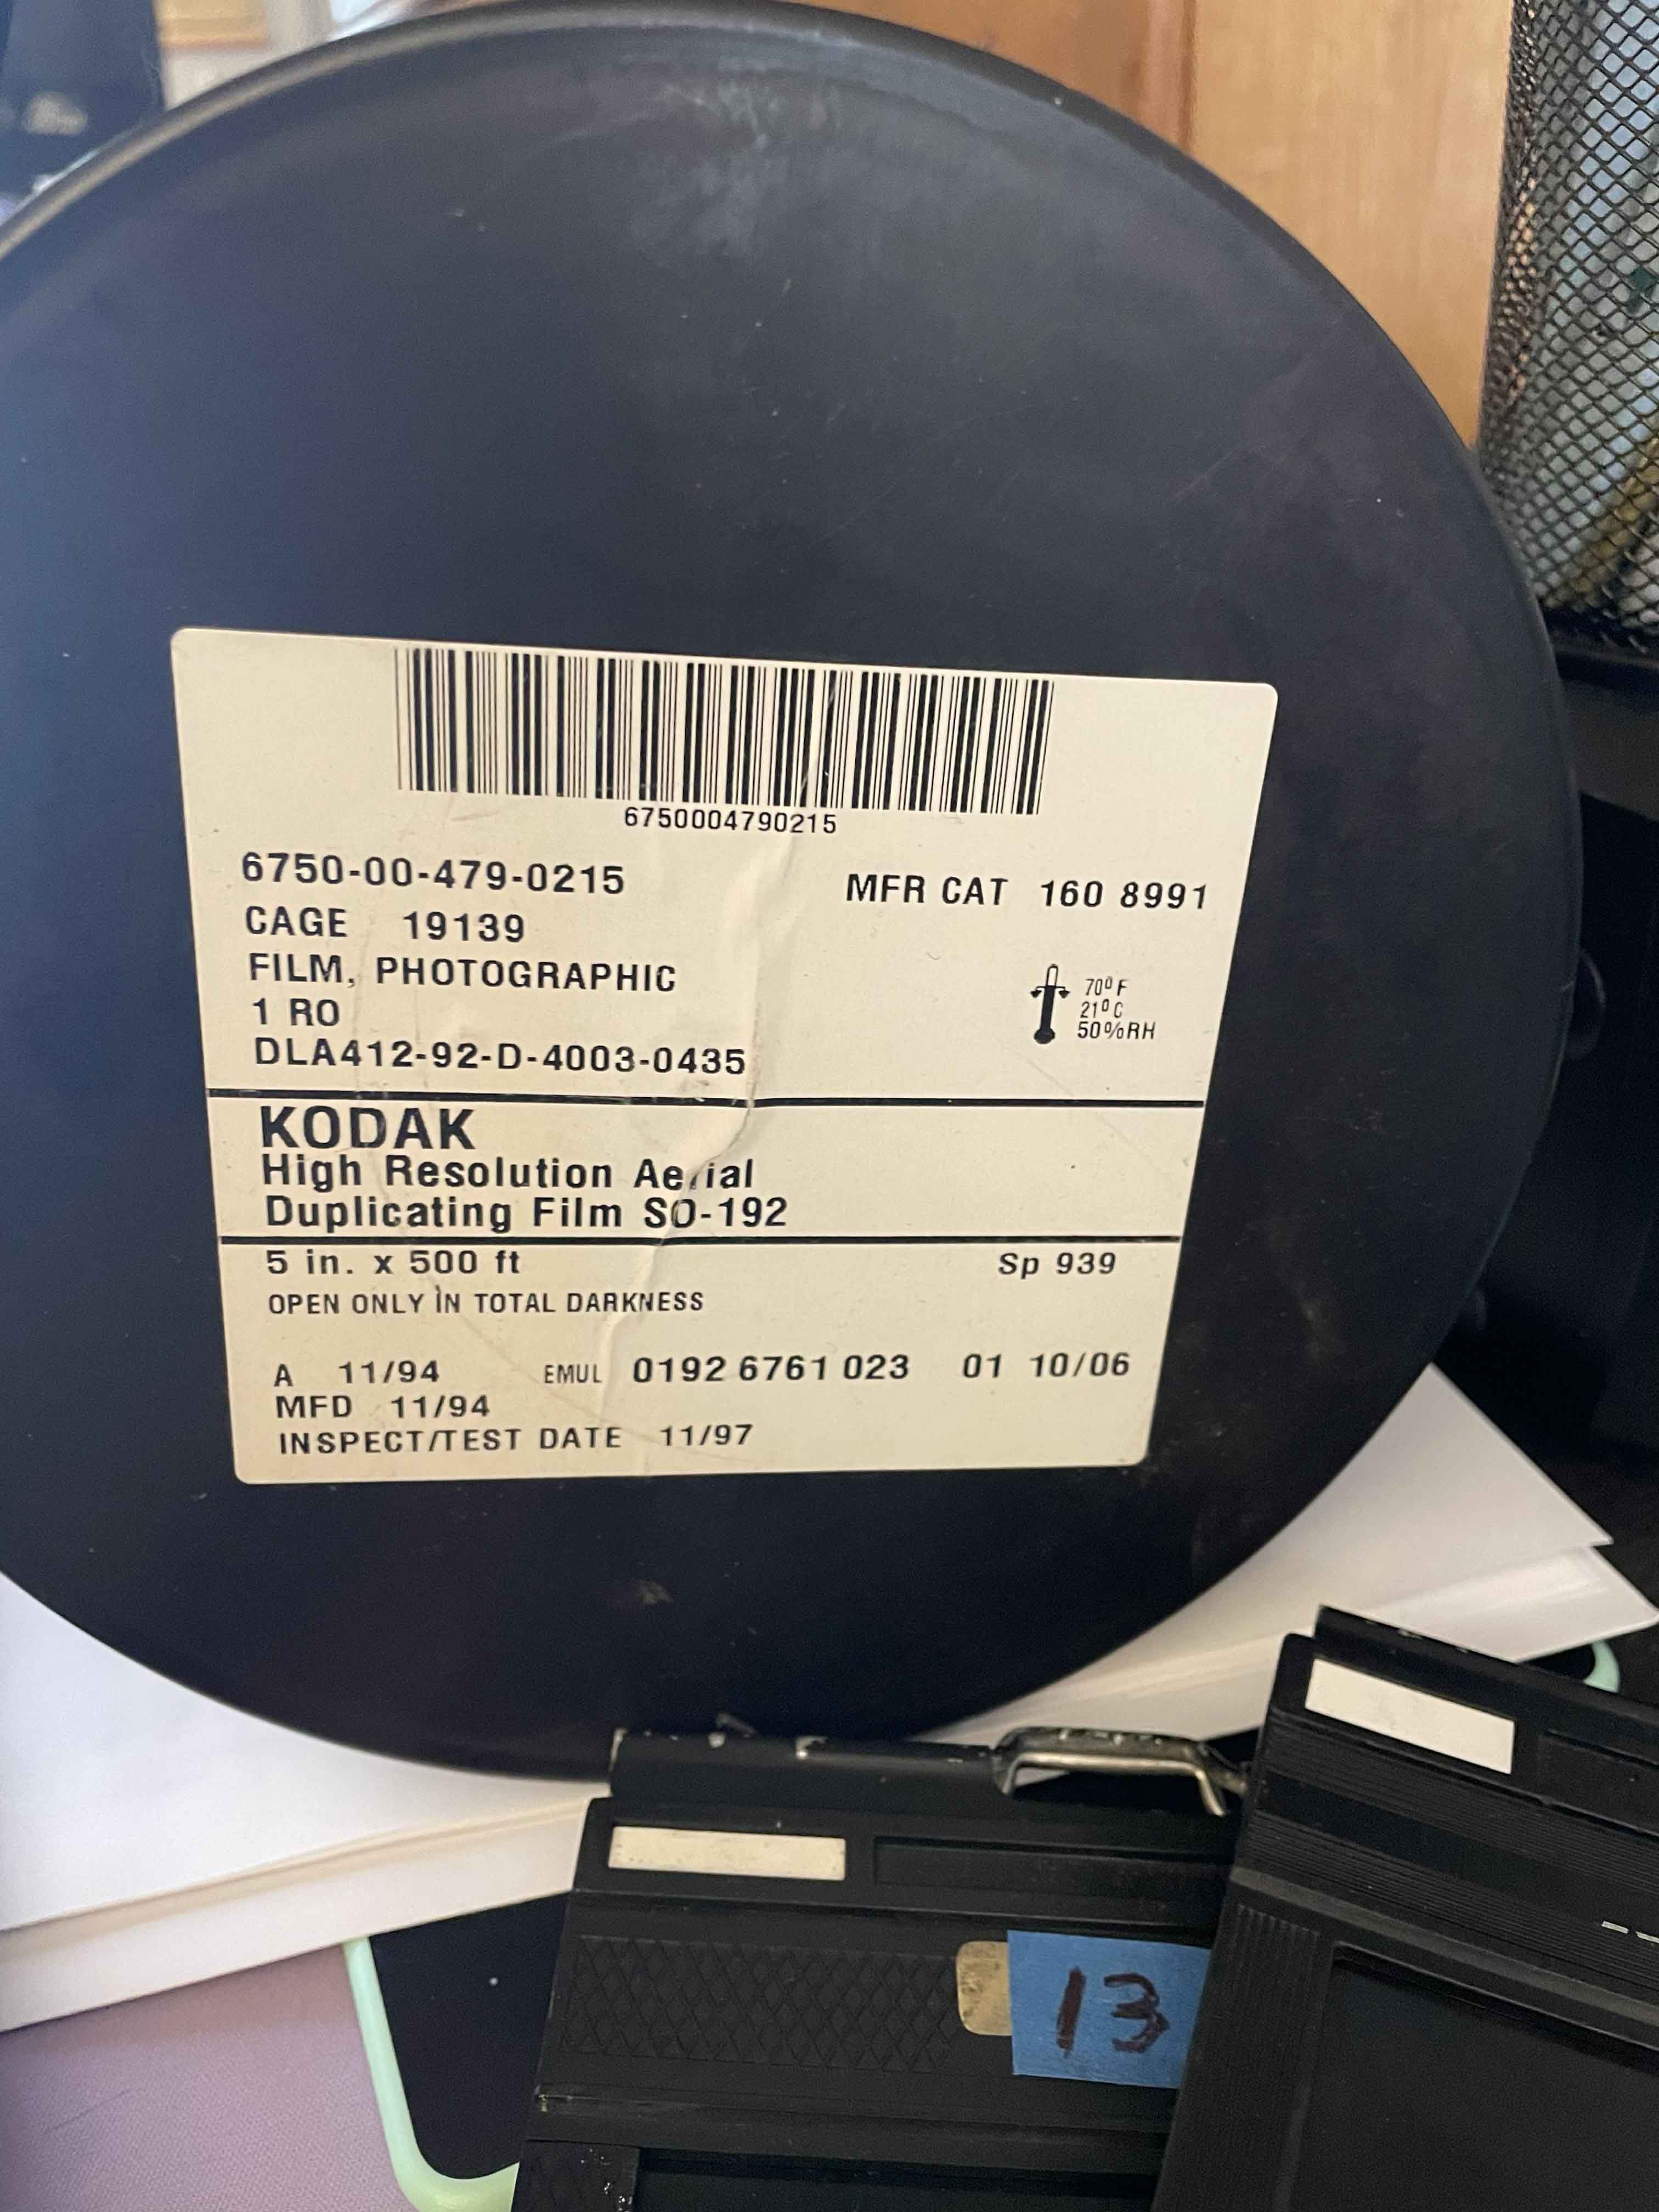 6750004790215
6750-00-479-0215 MFR CAT 160 8991
CAGE 19139
FILM, PHOTOGRAPHIC
1 RO
DLA412-92-D-4003-0435
70°F
21°C
50%RH
KODAK
High Resolution Aerial
Duplicating Film SO-192
5 in. x 500 ft Sp 939
OPEN ONLY IN TOTAL DARKNESS
A 11/94 EMUL 0192 6761 023 01 10/06
MFD 11/94
INSPECT/TEST DATE 11/97
13